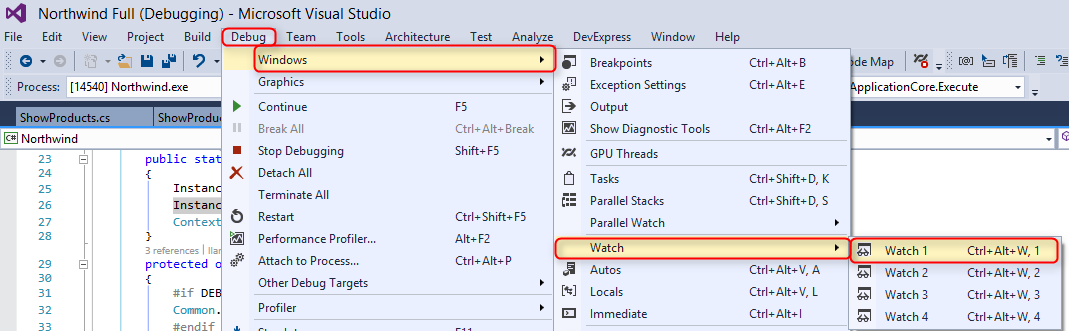 Northwind Full (Debugging) - Microsoft Visual Studio
File Edit View Project Build Debug Team Tools Architecture Test Analyze DevExpress Window Help
Process: [14540] Northwind.exe
de Map
ApplicationCore.Execute
ShowProducts.cs ShowProduc
C# Northwind
23 public stat
24 {
25 Instanc
26 Instanc
27 Context
28 }
3 references | llar
29 protected o
30 {
31 #if DEB
32 Common.
33 #endif
Windows
Graphics
Continue F5
Break All Ctrl+Alt+Break
Stop Debugging Shift+F5
Detach All
Terminate All
Restart Ctrl+Shift+F5
Performance Profiler... Alt+F2
Attach to Process... Ctrl+Alt+P
Other Debug Targets
Profiler
F11
Breakpoints Ctrl+Alt+B
Exception Settings Ctrl+Alt+E
Output
Show Diagnostic Tools Ctrl+Alt+F2
GPU Threads
Tasks Ctrl+Shift+D, K
Parallel Stacks Ctrl+Shift+D, S
Parallel Watch
Watch
Autos Ctrl+Alt+V, A
Locals Ctrl+Alt+V, L
Immediate Ctrl+Alt+I
Watch 1 Ctrl+Alt+W, 1
Watch 2 Ctrl+Alt+W, 2
Watch 3 Ctrl+Alt+W, 3
Watch 4 Ctrl+Alt+W, 4